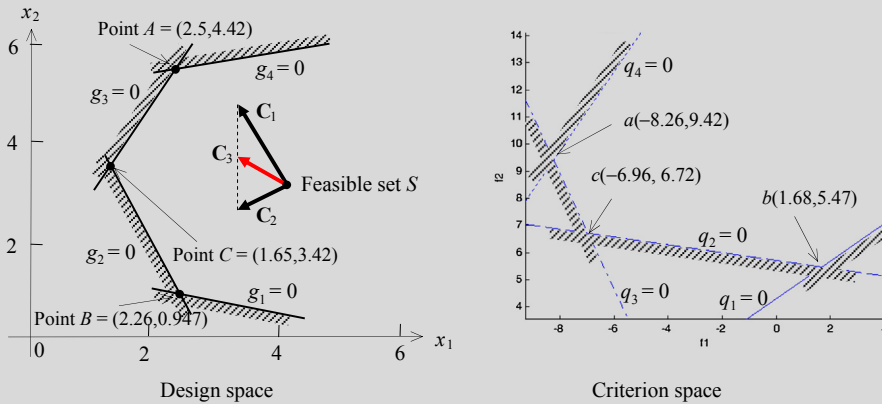 x2
Point A = (2.5,4.42)
6
g4 = 0
g3 = 0
C1
4
C3
Feasible set S
C2
g2 = 0
Point C = (1.65,3.42)
2
g1 = 0
Point B = (2.26,0.947)
0
2
4
6
x1
Design space
14
13
12
11
10
9
8
7
6
5
4
f2
q4 = 0
a(−8.26,9.42)
c(−6.96, 6.72)
b(1.68,5.47)
q2 = 0
q3 = 0
q1 = 0
-8
-6
-4
-2
0
2
f1
Criterion space